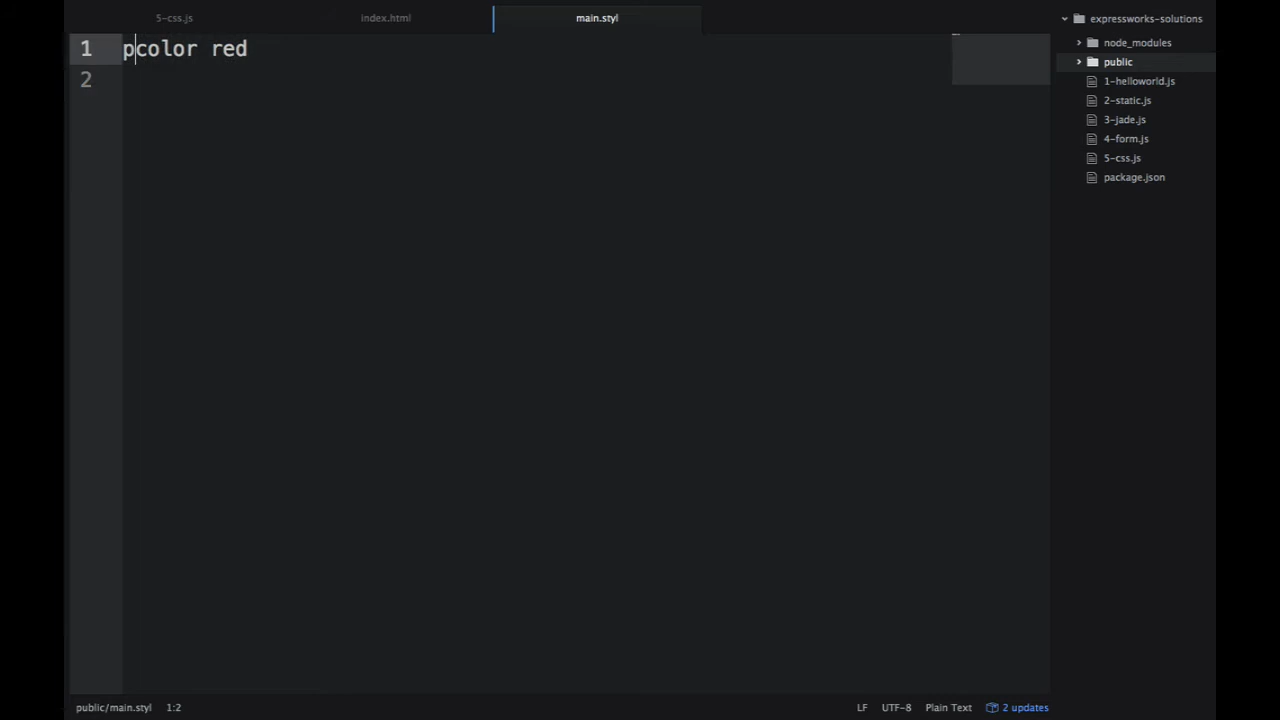 5-css.js index.html main.styl
1 pcolor red
2
expressworks-solutions
node_modules
public
1-helloworld.js
2-static.js
3-jade.js
4-form.js
5-css.js
package.json
public/main.styl 1:2 LF UTF-8 Plain Text 2 updates